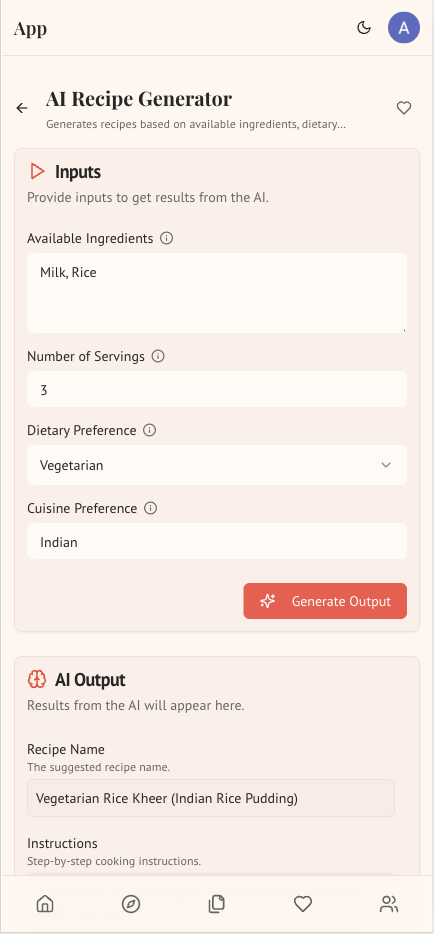 App
A
AI Recipe Generator
Generates recipes based on available ingredients, dietary...
Inputs
Provide inputs to get results from the AI.
Available Ingredients
Milk, Rice
Number of Servings
3
Dietary Preference
Vegetarian
Cuisine Preference
Indian
Generate Output
AI Output
Results from the AI will appear here.
Recipe Name
The suggested recipe name.
Vegetarian Rice Kheer (Indian Rice Pudding)
Instructions
Step-by-step cooking instructions.